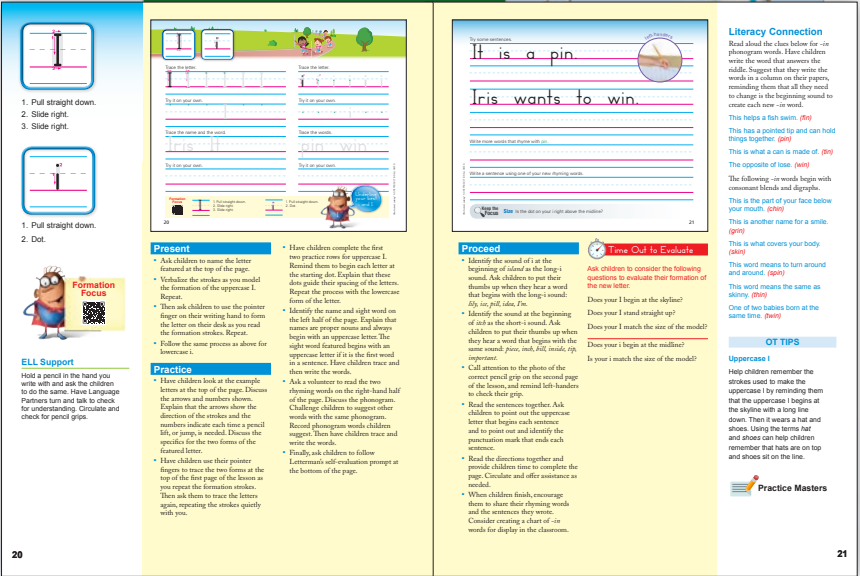 1. Pull straight down.
2. Slide right.
3. Slide right.
1. Pull straight down.
2. Dot.
Formation
Focus
ELL Support
Hold a pencil in the hand you
write with and ask the children
to do the same. Have Language
Partners turn and talk to check
for understanding. Circulate and
check for pencil grips.
20
Trace the letter.
Trace the letter.
Try it on your own.
Try it on your own.
Trace the name and the word.
Trace the words.
Iris It
pin win
Try it on your own.
Try it on your own.
Formation
Focus
1. Pull straight down.
2. Slide right.
3. Slide right.
1. Pull straight down.
2. Dot.
20
Present
• Ask children to name the letter
featured at the top of the page.
• Verbalize the strokes as you model
the formation of the uppercase I.
Repeat.
• Then ask children to use the pointer
finger on their writing hand to form
the letter on their desk as you read
the formation strokes. Repeat.
• Follow the same process as above for
lowercase i.
Practice
• Have children look at the example
letters at the top of the page. Discuss
the arrows and numbers shown.
Explain that the arrows show the
direction of the strokes and the
numbers indicate each time a pencil
lift, or jump, is needed. Discuss the
specifics for the two forms of the
featured letter.
• Have children use their pointer
fingers to trace the two forms at the
top of the first page of the lesson as
you repeat the formation strokes.
Then ask them to trace the letters
again, repeating the strokes quietly
with you.
• Have children complete the first
two practice rows for uppercase I.
Remind them to begin each letter at
the starting dot. Explain that these
dots guide their spacing of the letters.
Repeat the process with the lowercase
form of the letter.
• Identify the name and sight word on
the left half of the page. Explain that
names are proper nouns and always
begin with an uppercase letter. The
sight word featured begins with an
uppercase letter if it is the first word
in a sentence. Have children trace and
then write the words.
• Ask a volunteer to read the two
rhyming words on the right-hand half
of the page. Discuss the phonogram.
Challenge children to suggest other
words with the same phonogram.
Record phonogram words children
suggest. Then have children trace and
write the words.
• Finally, ask children to follow
Letterman's self-evaluation prompt at
the bottom of the page.
Try some sentences.
It is a pin.
Iris wants to win.
Left-handers
Write more words that rhyme with pin.
Write a sentence using one of your new rhyming words.
Keep the
Focus
Size Is the dot on your i right above the midline?
21
Proceed
• Identify the sound of i at the
beginning of island as the long-i
sound. Ask children to put their
thumbs up when they hear a word
that begins with the long-i sound:
lily, ice, pill, idea, I'm.
• Identify the sound at the beginning
of itch as the short-i sound. Ask
children to put their thumbs up when
they hear a word that begins with the
same sound: piece, inch, bill, inside, tip,
important.
• Call attention to the photo of the
correct pencil grip on the second page
of the lesson, and remind left-handers
to check their grip.
• Read the sentences together. Ask
children to point out the uppercase
letter that begins each sentence
and to point out and identify the
punctuation mark that ends each
sentence.
• Read the directions together and
provide children time to complete the
page. Circulate and offer assistance as
needed.
• When children finish, encourage
them to share their rhyming words
and the sentences they wrote.
Consider creating a chart of -in
words for display in the classroom.
Time Out to Evaluate
Ask children to consider the following
questions to evaluate their formation of
the new letter.
Does your I begin at the skyline?
Does your I stand straight up?
Does your I match the size of the model?
Does your i begin at the midline?
Is your i match the size of the model?
Literacy Connection
Read aloud the clues below for -in
phonogram words. Have children
write the word that answers the
riddle. Suggest that they write the
words in a column on their papers,
reminding them that all they need
to change is the beginning sound to
create each new -in word.
This helps a fish swim. (fin)
This has a pointed tip and can hold
things together. (pin)
This is what a can is made of. (tin)
The opposite of lose. (win)
The following -in words begin with
consonant blends and digraphs.
This is the part of your face below
your mouth. (chin)
This is another name for a smile.
(grin)
This is what covers your body.
(skin)
This word means to turn around
and around. (spin)
This word means the same as
skinny. (thin)
One of two babies born at the
same time. (twin)
OT TIPS
Uppercase I
Help children remember the
strokes used to make the
uppercase I by reminding them
that the uppercase I begins at
the skyline with a long line
down. Then it wears a hat and
shoes. Using the terms hat
and shoes can help children
remember that hats are on top
and shoes sit on the line.
Practice Masters
21